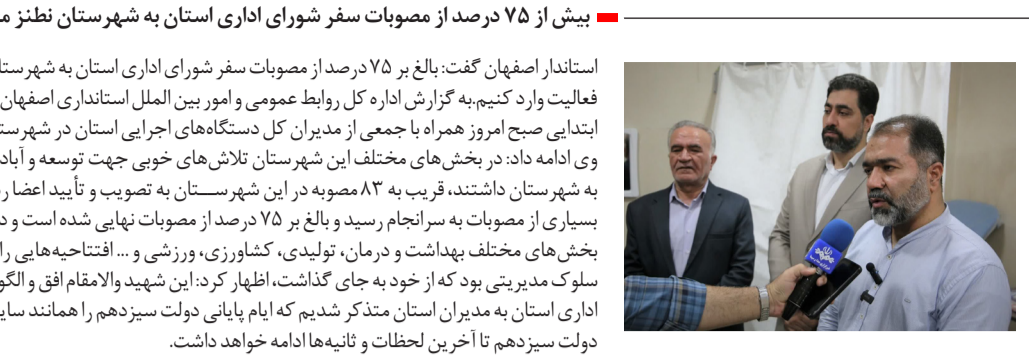 بیش از ۷۵ درصد از مصوبات سفر شورای اداری استان به شهرستان نطنز
استاندار اصفهان گفت: بالغ بر ۷۵ درصد از مصوبات سفر شورای اداری استان به
فعالیت وارد کنیم.به گزارش اداره کل روابط عمومی و امور بین الملل استانداری اصفهان
ابتدایی صبح امروز همراه با جمعی از مدیران کل دستگاه‌های اجرایی استان در
وی ادامه داد: در بخش‌های مختلف این شهرستان تلاش‌های خوبی جهت توسعه و
به شهرستان داشتند، قریب به ۸۳ مصوبه در این شهرســتان به تصویب و تأیید اعضا
بسیاری از مصوبات به سرانجام رسید و بالغ بر ۷۵ درصد از مصوبات نهایی شده است و
بخش‌های مختلف بهداشت و درمان، تولیدی، کشاورزی، ورزشی و ... افتتاحیه‌هایی را
سلوک مدیریتی بود که از خود به جای گذاشت، اظهار کرد: این شهید والامقام افق و
اداری استان به مدیران استان متذکر شدیم که ایام پایانی دولت سیزدهم را همانند
دولت سیزدهم تا آخرین لحظات و ثانیه‌ها ادامه خواهد داشت.